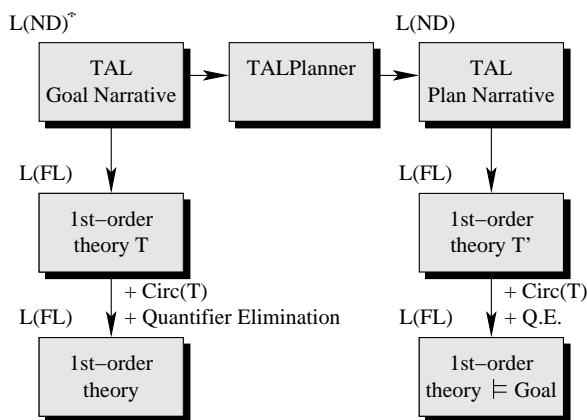 L(ND)* L(ND)
TAL
Goal Narrative
TALPlanner
TAL
Plan Narrative
L(FL) L(FL)
1st–order
theory T
1st–order
theory T’
+ Circ(T) + Circ(T)
L(FL) + Quantifier Elimination L(FL) + Q.E.
1st–order
theory
1st–order
theory ⊨ Goal